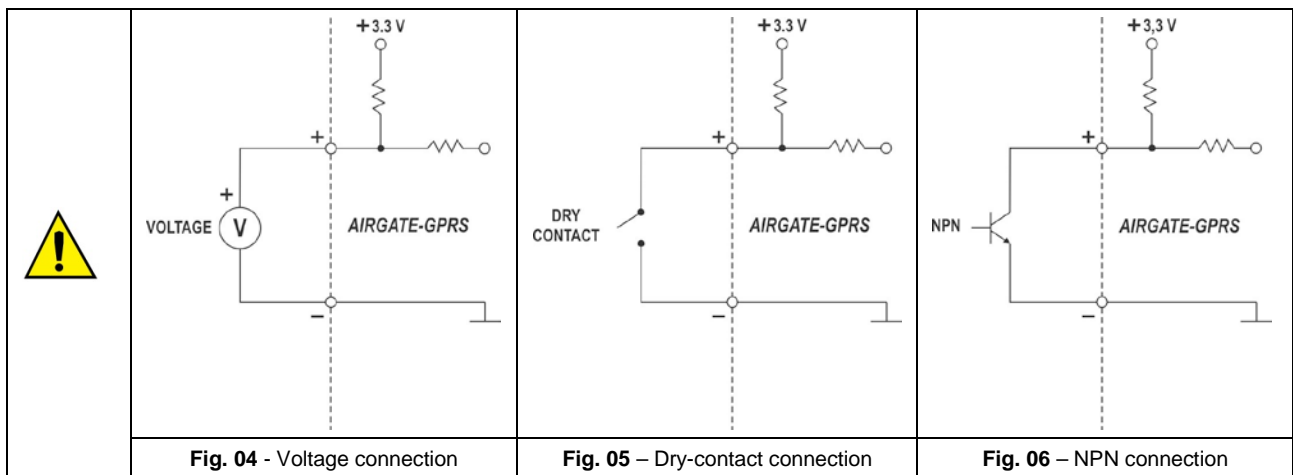 +3.3 V
+
+
VOLTAGE
V
AIRGATE-GPRS
–
Fig. 04 - Voltage connection
+3.3 V
+
DRY
CONTACT
AIRGATE-GPRS
–
Fig. 05 – Dry-contact connection
+3,3 V
+
NPN
AIRGATE-GPRS
–
Fig. 06 – NPN connection